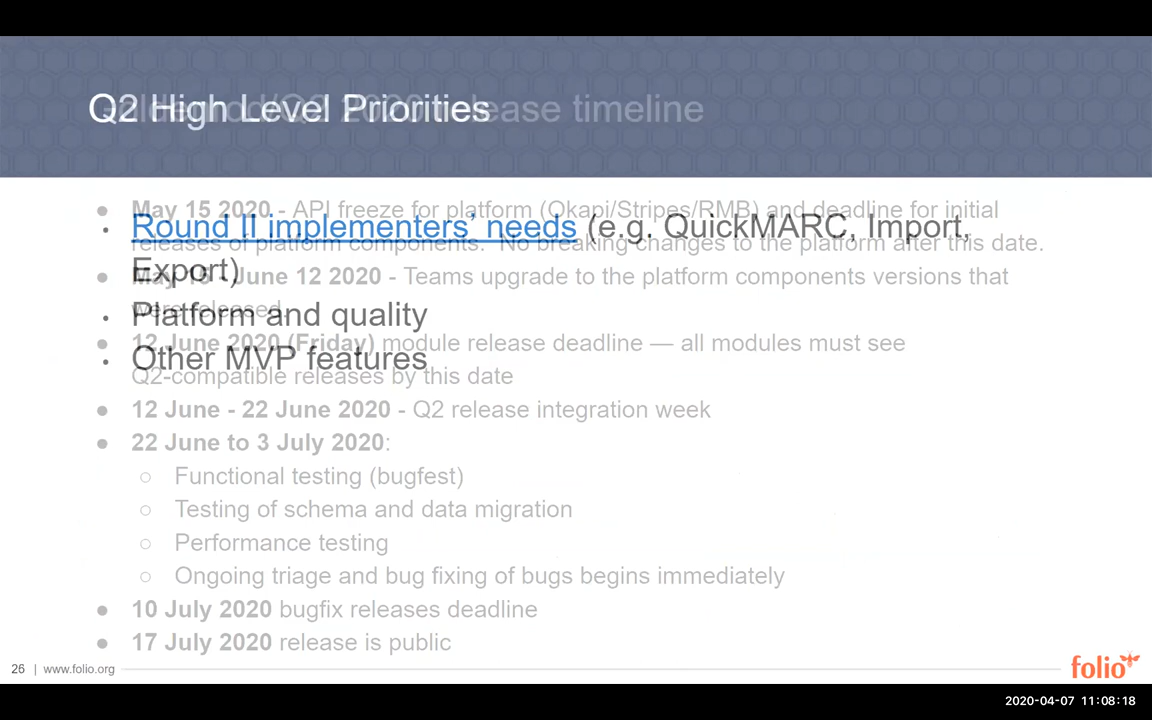 Q2 High Level Priorities
release timeline
• Round II implementers’ needs (e.g. QuickMARC, Import,
Export)
• Platform and quality
• Other MVP features
● May 15 2020 - API freeze for platform (Okapi/Stripes/RMB) and deadline for initial
releases of platform components. No breaking changes to the platform after this date.
● May 15 - June 12 2020 - Teams upgrade to the platform components versions that
were released.
● 12 June 2020 (Friday) module release deadline — all modules must see
Q2-compatible releases by this date
● 12 June - 22 June 2020 - Q2 release integration week
● 22 June to 3 July 2020:
○ Functional testing (bugfest)
○ Testing of schema and data migration
○ Performance testing
○ Ongoing triage and bug fixing of bugs begins immediately
● 10 July 2020 bugfix releases deadline
● 17 July 2020 release is public
26 | www.folio.org
folio
2020-04-07 11:08:18